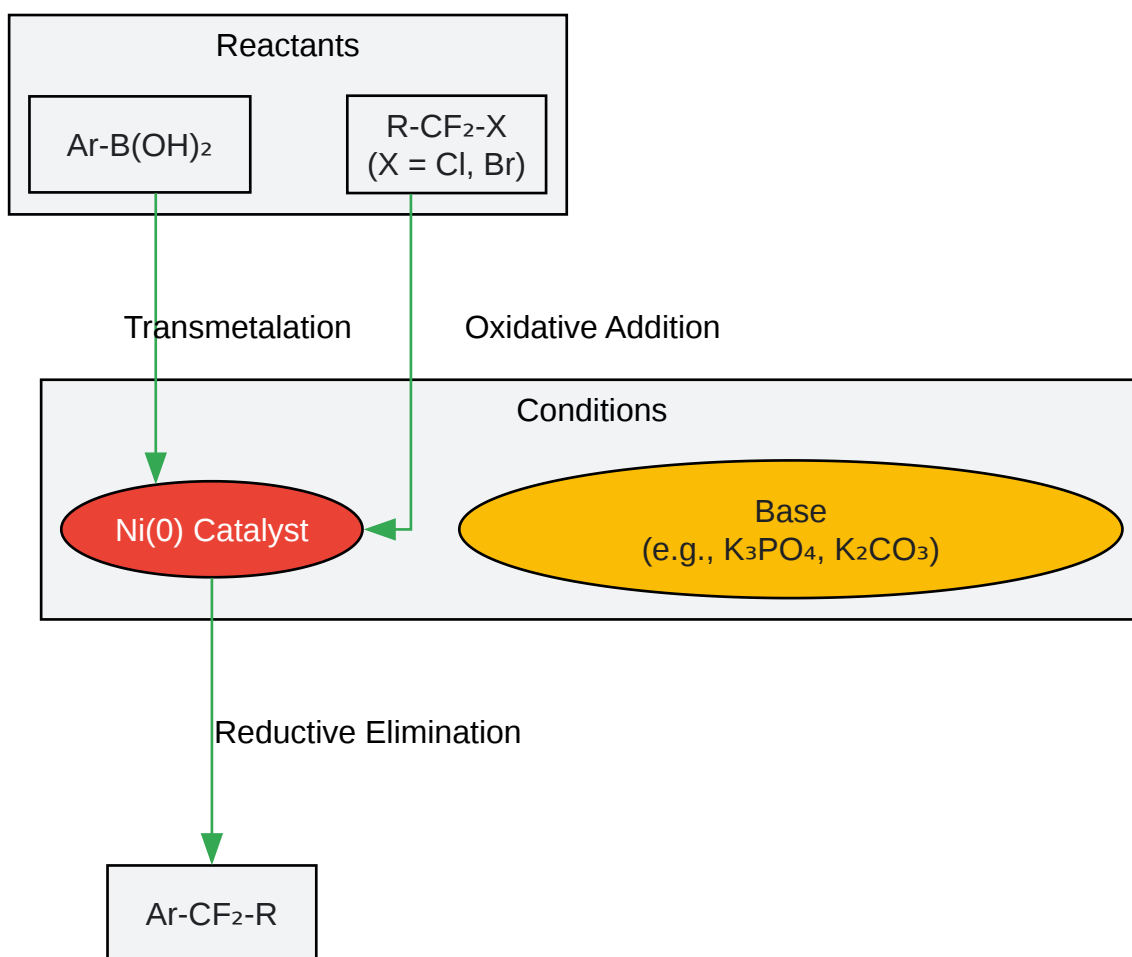 Reactants
Ar-B(OH)₂
R-CF₂-X
(X = Cl, Br)
Transmetalation
Oxidative Addition
Conditions
Ni(0) Catalyst
Base
(e.g., K₃PO₄, K₂CO₃)
Reductive Elimination
Ar-CF₂-R